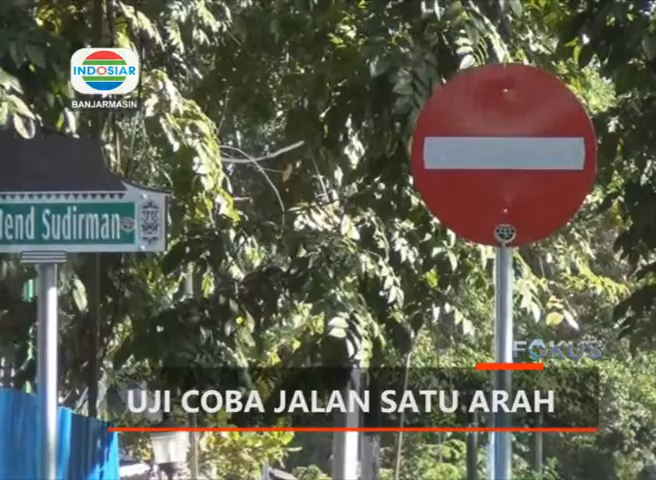 INDOSIAR
BANJARMASIN
Jend Sudirman
FOKUS
UJI COBA JALAN SATU ARAH